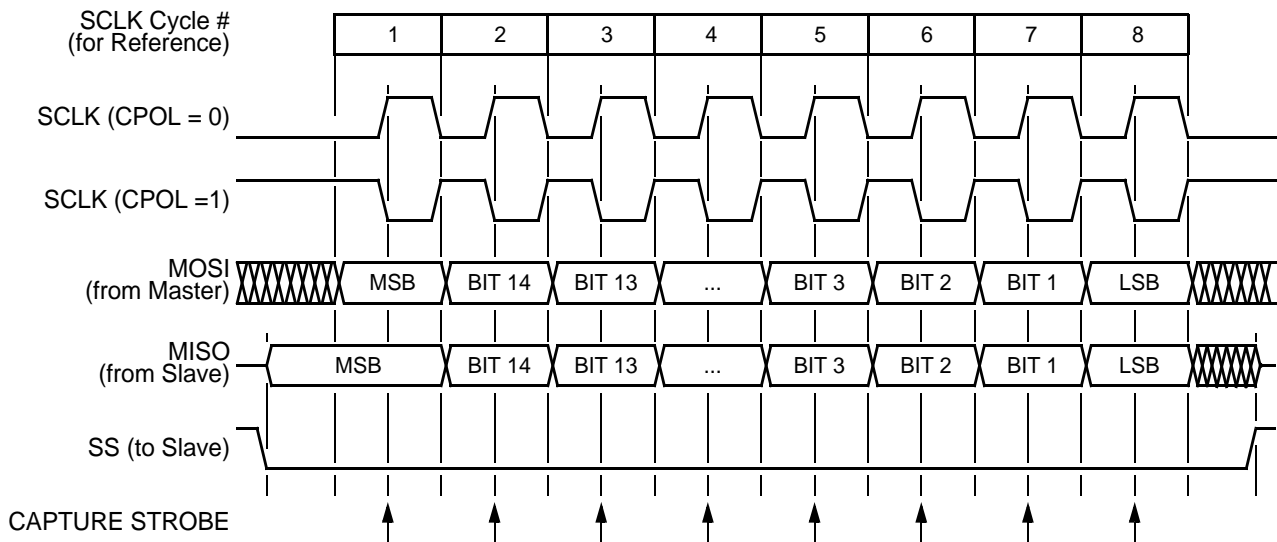 SCLK Cycle #
(for Reference)
1 2 3 4 5 6 7 8
SCLK (CPOL = 0)
SCLK (CPOL =1)
MOSI
(from Master)
MSB BIT 14 BIT 13 ... BIT 3 BIT 2 BIT 1 LSB
MISO
(from Slave)
MSB BIT 14 BIT 13 ... BIT 3 BIT 2 BIT 1 LSB
SS (to Slave)
CAPTURE STROBE